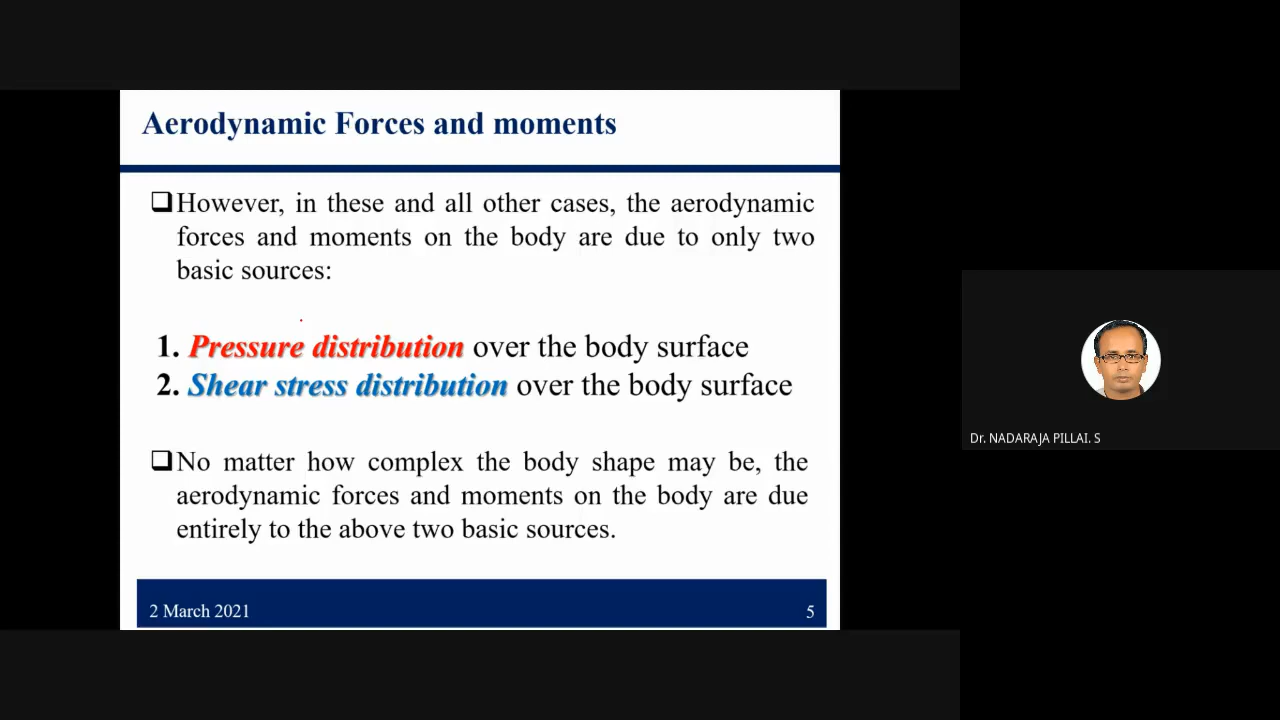 Aerodynamic Forces and moments
However, in these and all other cases, the aerodynamic
forces and moments on the body are due to only two
basic sources:
1. Pressure distribution over the body surface
2. Shear stress distribution over the body surface
No matter how complex the body shape may be, the
aerodynamic forces and moments on the body are due
entirely to the above two basic sources.
2 March 2021
5
Dr. NADARAJA PILLAI. S